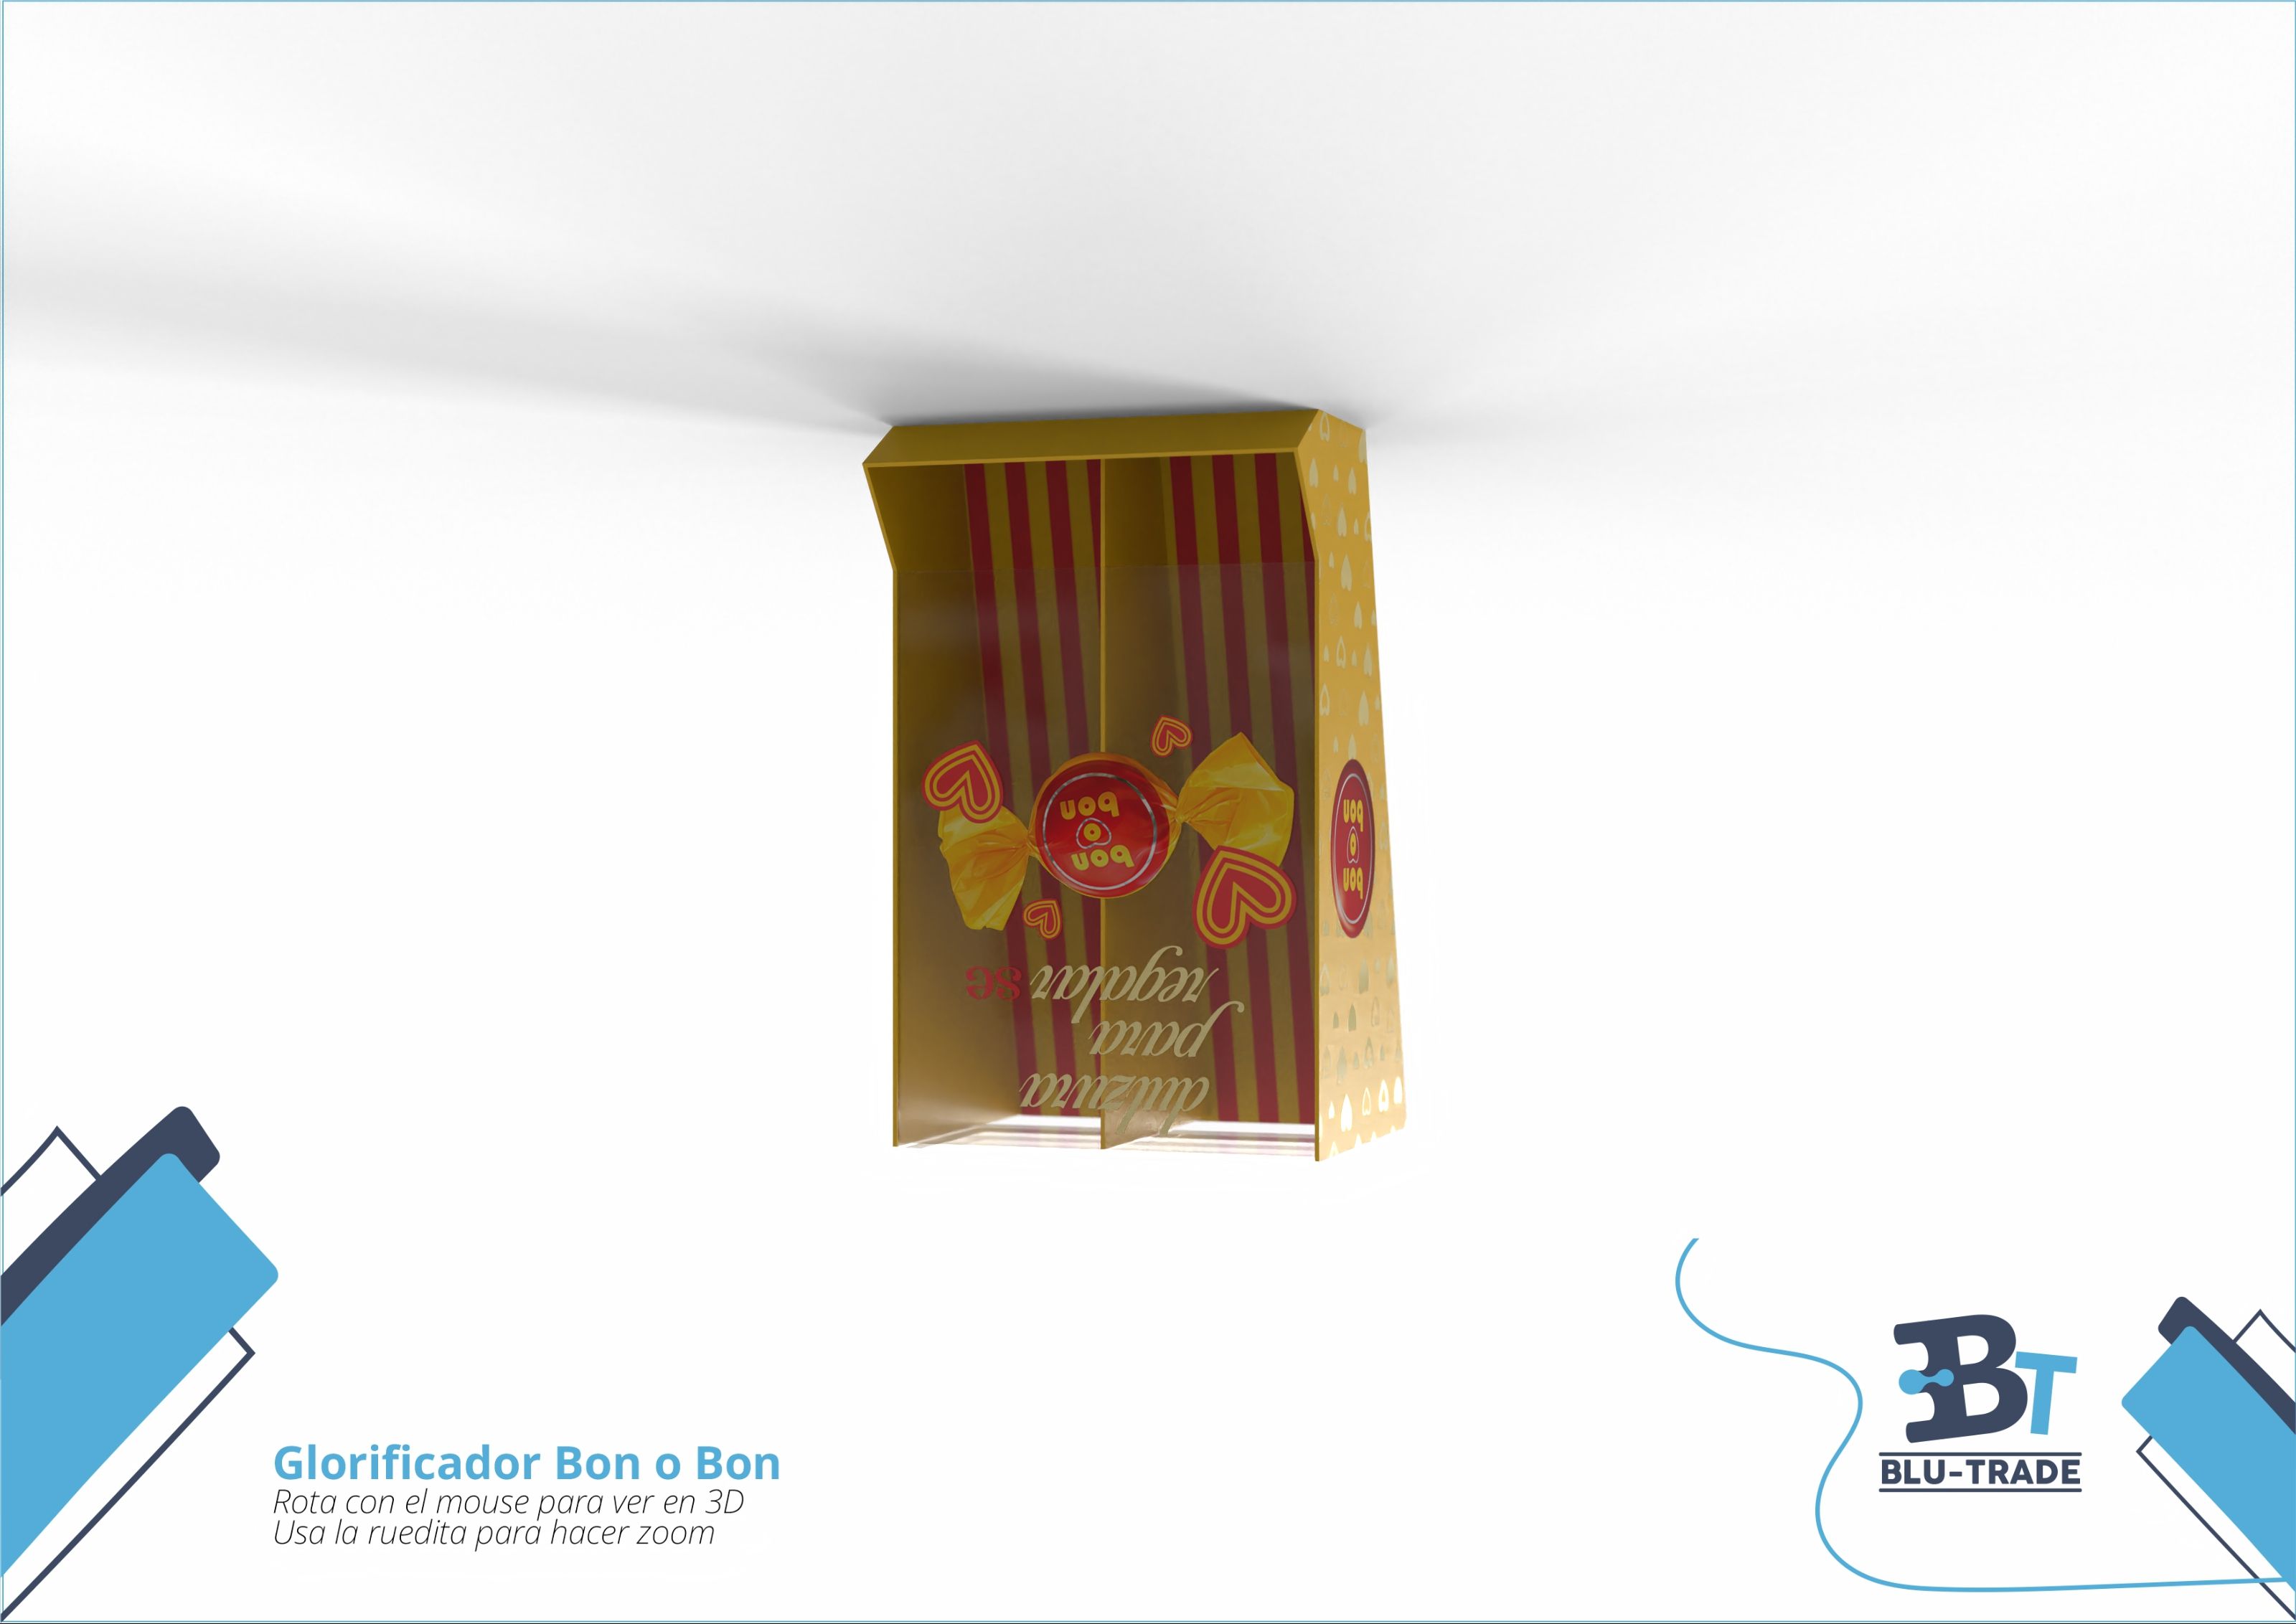 dulzura
para
regalar se
bon
o
bon
bon
o
bon
Glorificador Bon o Bon
Rota con el mouse para ver en 3D
Usa la ruedita para hacer zoom
BT
BLU-TRADE